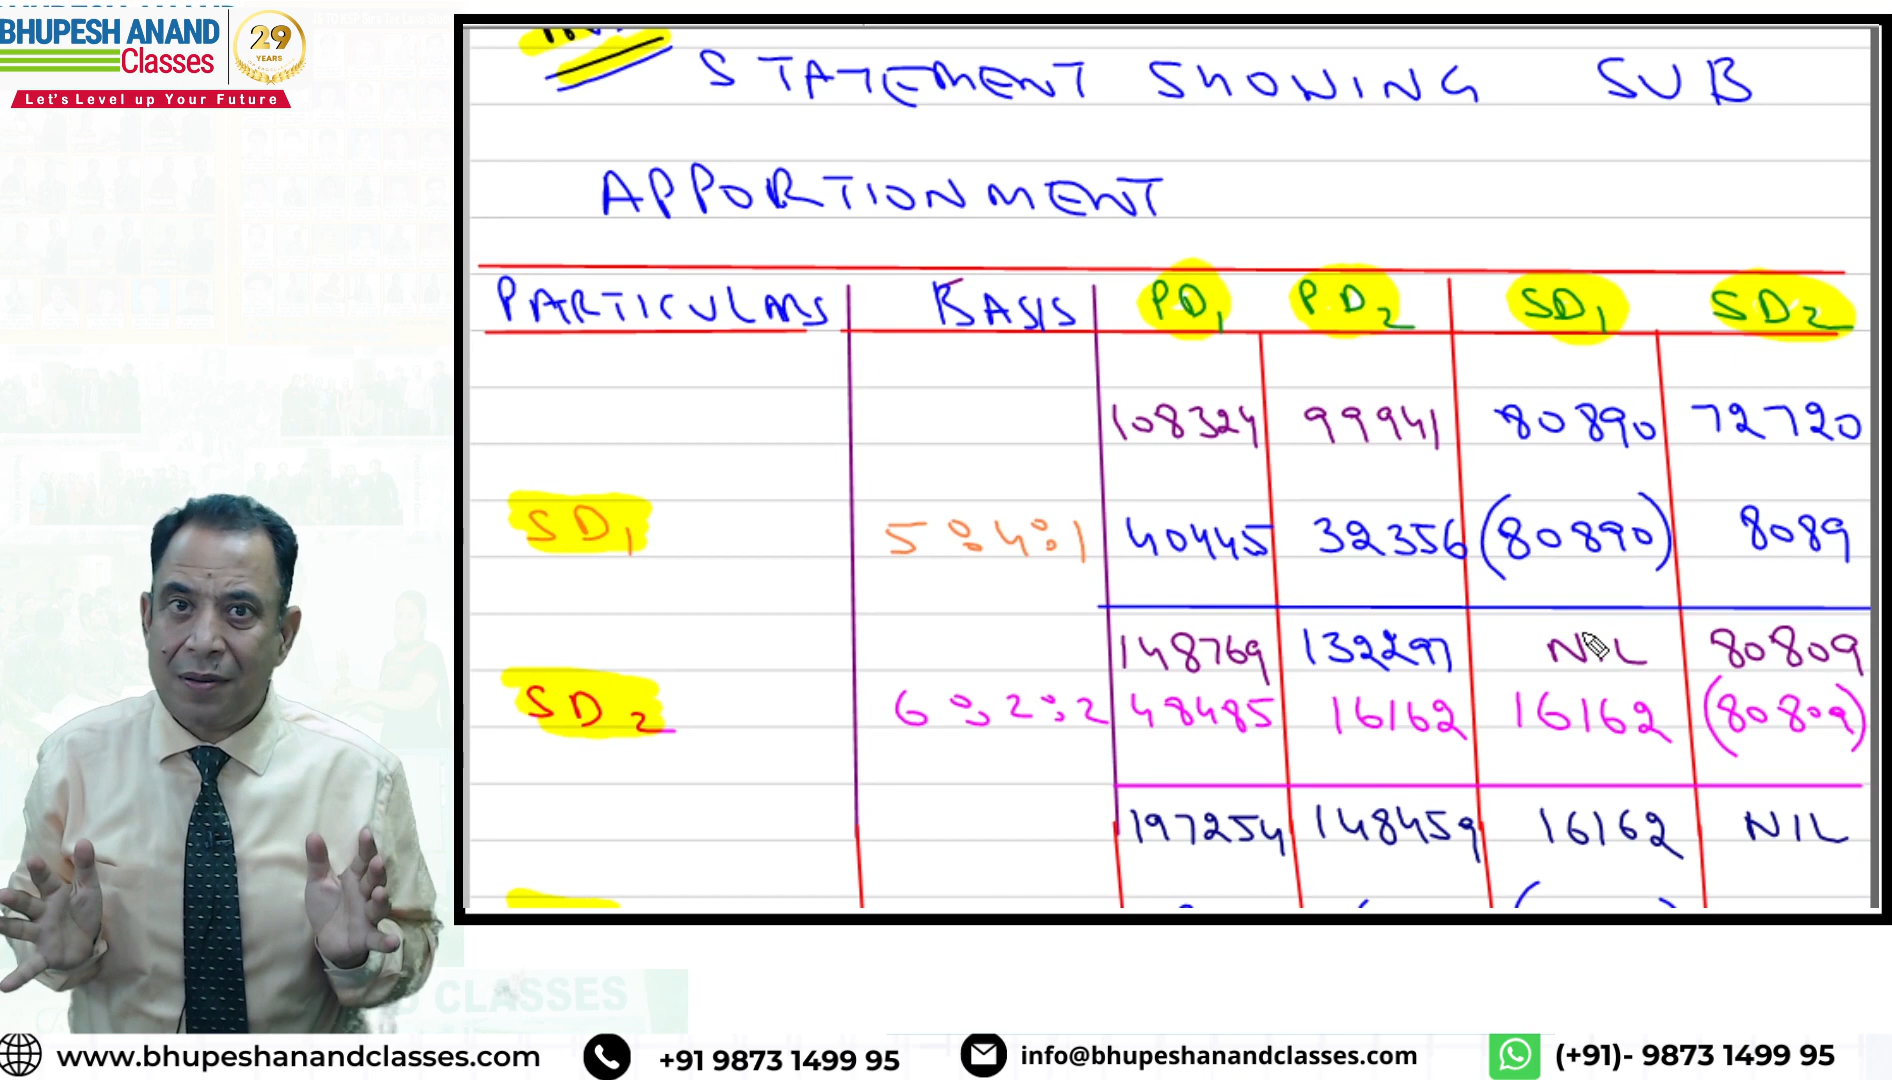 BHUPESH ANAND
Classes
29
YEARS
Let's Level up Your Future
STATEMENT SHOWING SUB
APPORTIONMENT
PARTICULARS BASIS PD1 PD2 SD1 SD2
108324 99941 80890 72720
SD1 5:4:1 40445 32356 (80890) 8089
148769 132297 NIL 80809
SD2 6:2:2 48485 16162 16162 (80809)
197254 148459 16162 NIL
CLASSES
www.bhupeshanandclasses.com +91 9873 1499 95 info@bhupeshanandclasses.com (+91)- 9873 1499 95